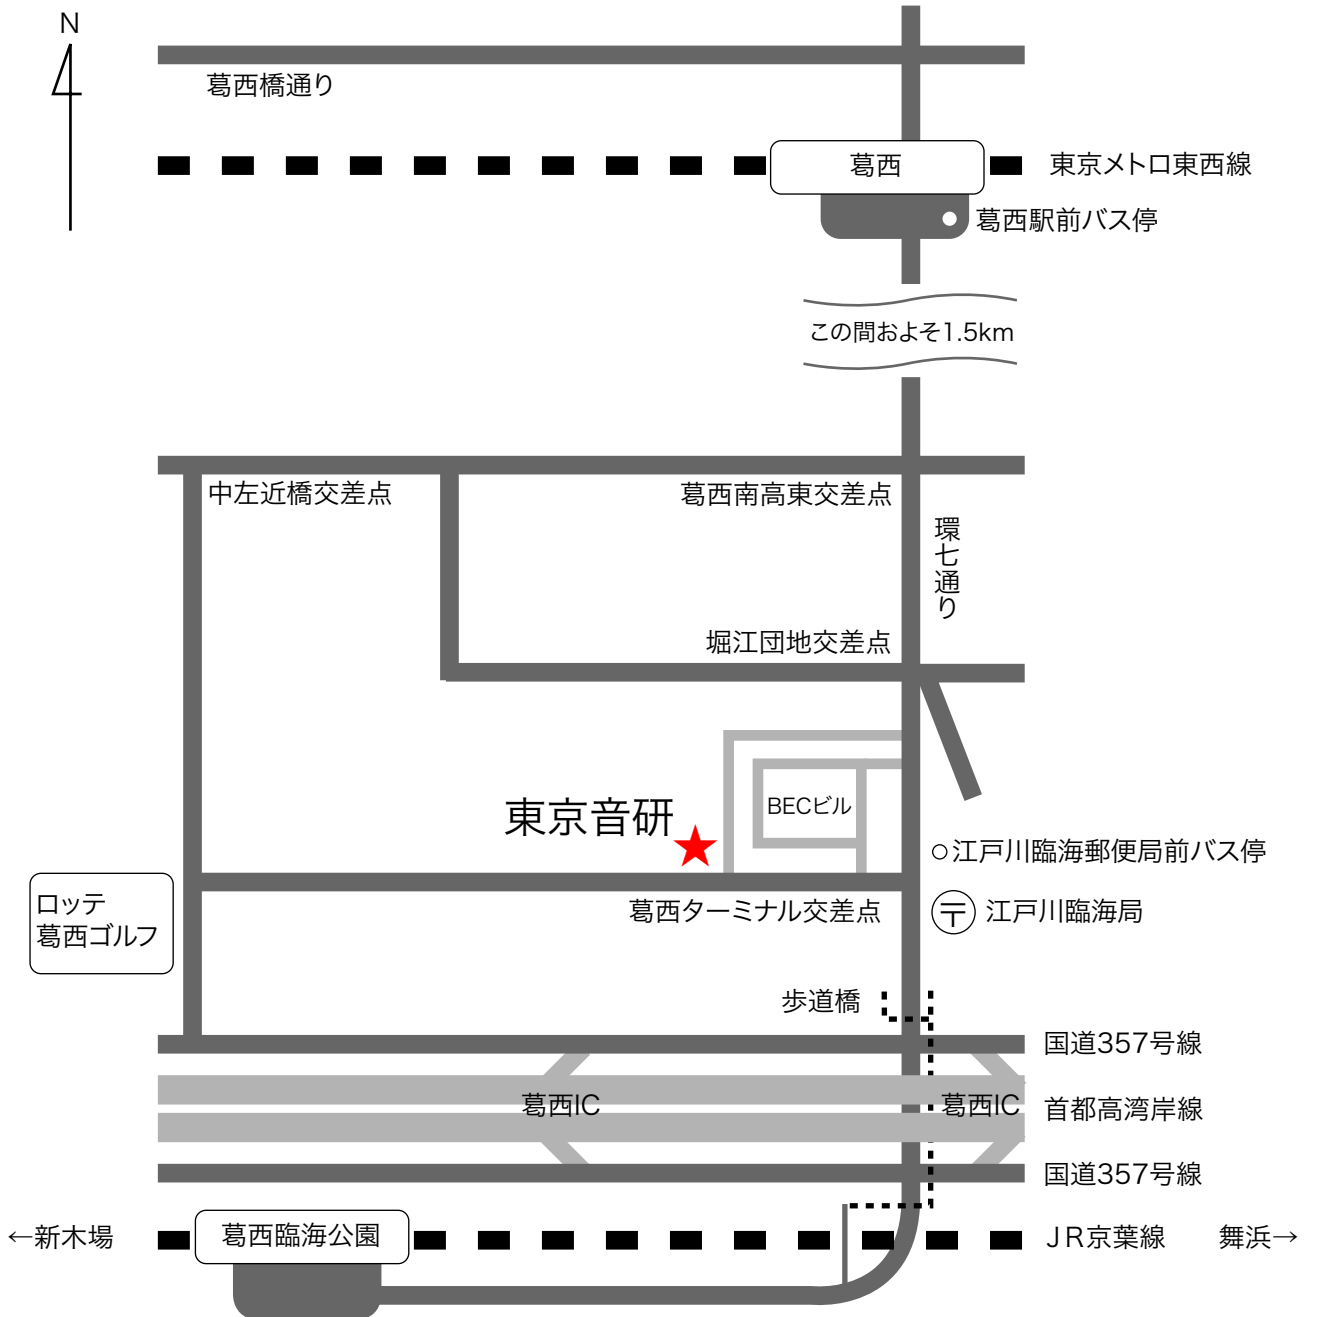 N
葛西橋通り
葛西
東京メトロ東西線
葛西駅前バス停
この間およそ1.5km
中左近橋交差点
葛西南高東交差点
環七通り
堀江団地交差点
東京音研
BECビル
江戸川臨海郵便局前バス停
ロッテ
葛西ゴルフ
葛西ターミナル交差点
〒
江戸川臨海局
歩道橋
国道357号線
葛西IC
葛西IC
首都高湾岸線
国道357号線
←新木場
葛西臨海公園
JR京葉線
舞浜→